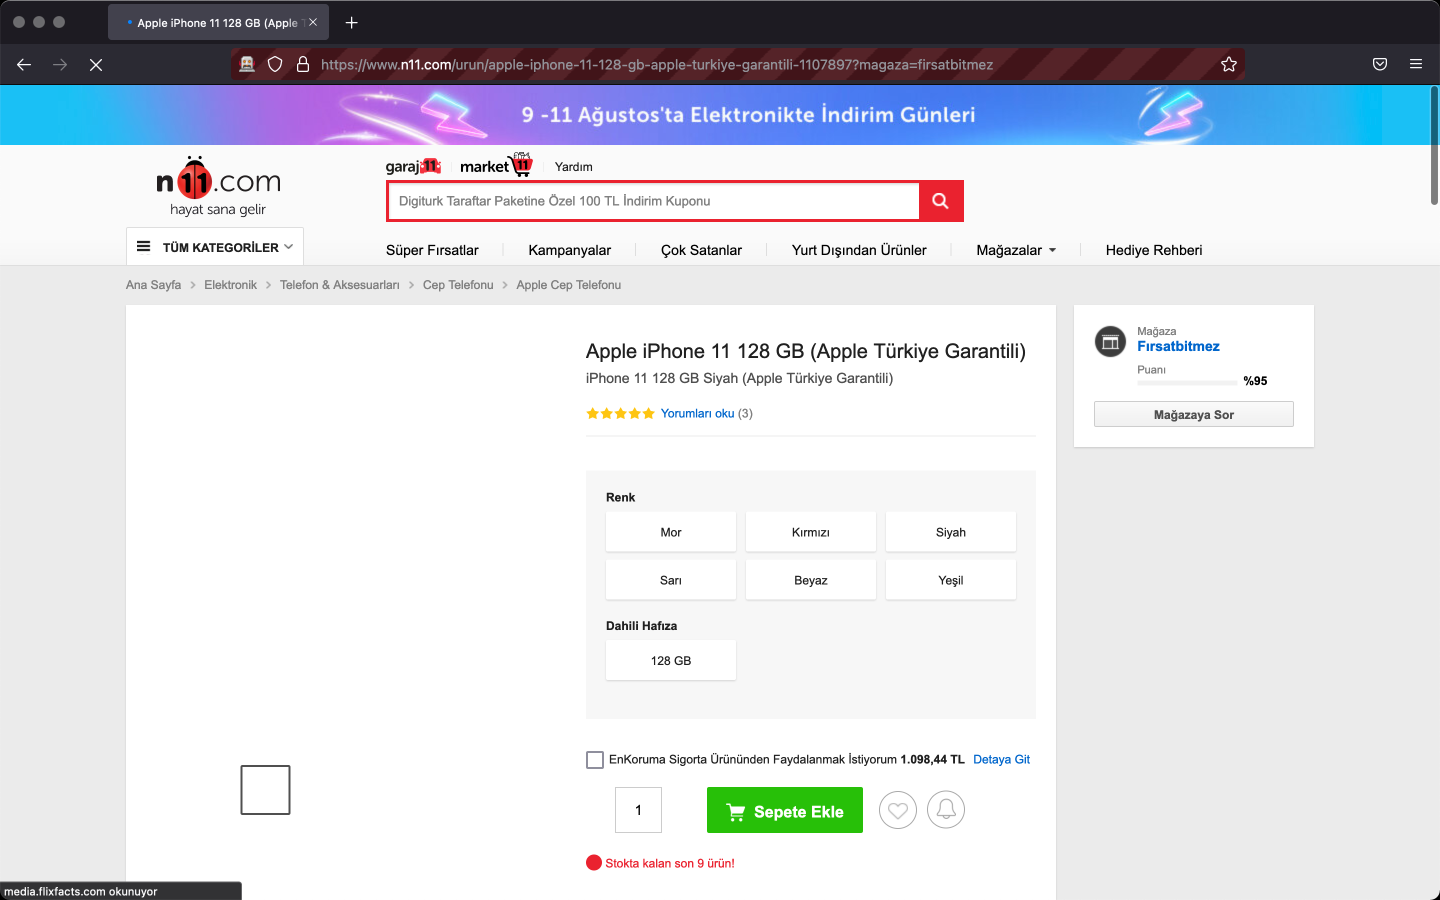 Apple iPhone 11 128 GB (Apple T
https://www.n11.com/urun/apple-iphone-11-128-gb-apple-turkiye-garantili-1107897?magaza=firsatbitmez
9 -11 Ağustos'ta Elektronikte İndirim Günleri
n11.com
hayat sana gelir
garaj11
market 11
Yardım
Digiturk Taraftar Paketine Özel 100 TL İndirim Kuponu
TÜM KATEGORİLER
Süper Fırsatlar
Kampanyalar
Çok Satanlar
Yurt Dışından Ürünler
Mağazalar
Hediye Rehberi
Ana Sayfa > Elektronik > Telefon & Aksesuarları > Cep Telefonu > Apple Cep Telefonu
Apple iPhone 11 128 GB (Apple Türkiye Garantili)
iPhone 11 128 GB Siyah (Apple Türkiye Garantili)
Yorumları oku (3)
Renk
Mor
Kırmızı
Siyah
Sarı
Beyaz
Yeşil
Dahili Hafıza
128 GB
EnKoruma Sigorta Ürününden Faydalanmak İstiyorum 1.098,44 TL Detaya Git
1
Sepete Ekle
Stokta kalan son 9 ürün!
Mağaza
Fırsatbitmez
Puanı
%95
Mağazaya Sor
media.flixfacts.com okunuyor